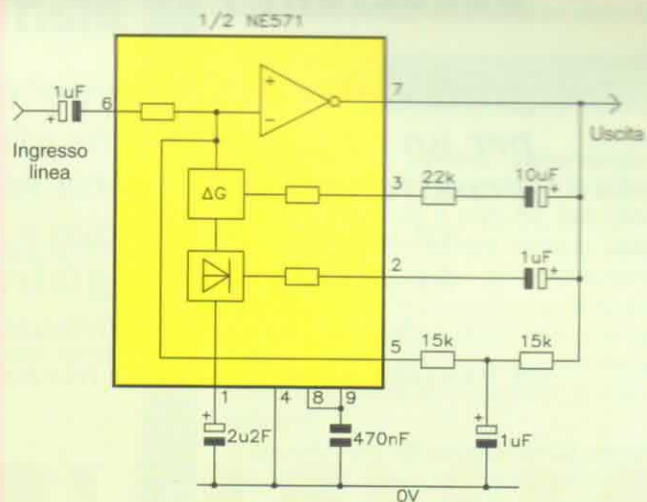 1/2 NE571
1uF
+
6
Ingresso
linea
+
−
7
Uscita
ΔG
3
22k
10uF
+
2
1uF
+
5
15k
15k
1
4
8
9
+
2u2F
470nF
+
1uF
0V